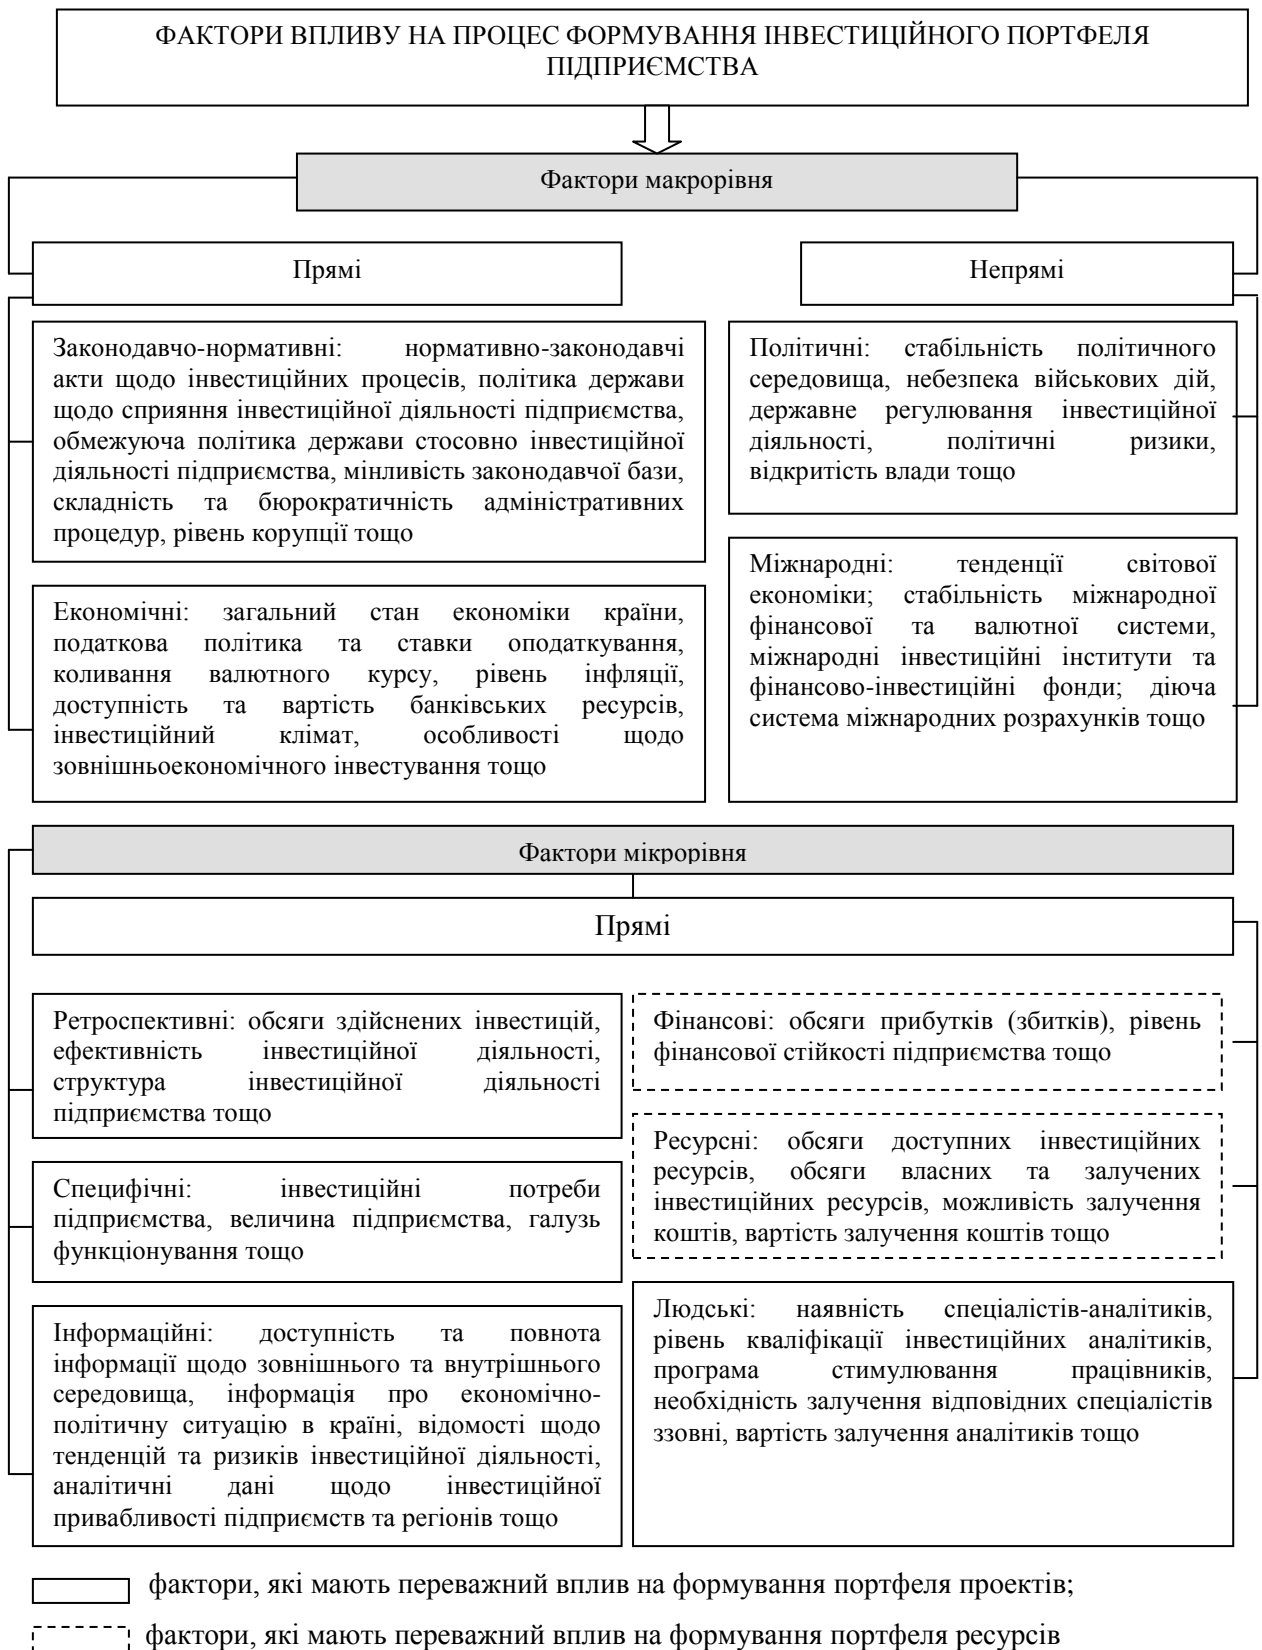 ФАКТОРИ ВПЛИВУ НА ПРОЦЕС ФОРМУВАННЯ ІНВЕСТИЦІЙНОГО ПОРТФЕЛЯ
ПІДПРИЄМСТВА
Фактори макрорівня
Прямі
Непрямі
Законодавчо-нормативні: нормативно-законодавчі
акти щодо інвестиційних процесів, політика держави
щодо сприяння інвестиційної діяльності підприємства,
обмежуюча політика держави стосовно інвестиційної
діяльності підприємства, мінливість законодавчої бази,
складність та бюрократичність адміністративних
процедур, рівень корупції тощо
Економічні: загальний стан економіки країни,
податкова політика та ставки оподаткування,
коливання валютного курсу, рівень інфляції,
доступність та вартість банківських ресурсів,
інвестиційний клімат, особливості щодо
зовнішньоекономічного інвестування тощо
Політичні: стабільність політичного
середовища, небезпека військових дій,
державне регулювання інвестиційної
діяльності, політичні ризики,
відкритість влади тощо
Міжнародні: тенденції світової
економіки; стабільність міжнародної
фінансової та валютної системи,
міжнародні інвестиційні інститути та
фінансово-інвестиційні фонди; діюча
система міжнародних розрахунків тощо
Фактори мікрорівня
Прямі
Ретроспективні: обсяги здійснених інвестицій,
ефективність інвестиційної діяльності,
структура інвестиційної діяльності
підприємства тощо
Специфічні: інвестиційні потреби
підприємства, величина підприємства, галузь
функціонування тощо
Інформаційні: доступність та повнота
інформації щодо зовнішнього та внутрішнього
середовища, інформація про економічно-
політичну ситуацію в країні, відомості щодо
тенденцій та ризиків інвестиційної діяльності,
аналітичні дані щодо інвестиційної
привабливості підприємств та регіонів тощо
Фінансові: обсяги прибутків (збитків), рівень
фінансової стійкості підприємства тощо
Ресурсні: обсяги доступних інвестиційних
ресурсів, обсяги власних та залучених
інвестиційних ресурсів, можливість залучення
коштів, вартість залучення коштів тощо
Людські: наявність спеціалістів-аналітиків,
рівень кваліфікації інвестиційних аналітиків,
програма стимулювання працівників,
необхідність залучення відповідних спеціалістів
ззовні, вартість залучення аналітиків тощо
фактори, які мають переважний вплив на формування портфеля проектів;
фактори, які мають переважний вплив на формування портфеля ресурсів